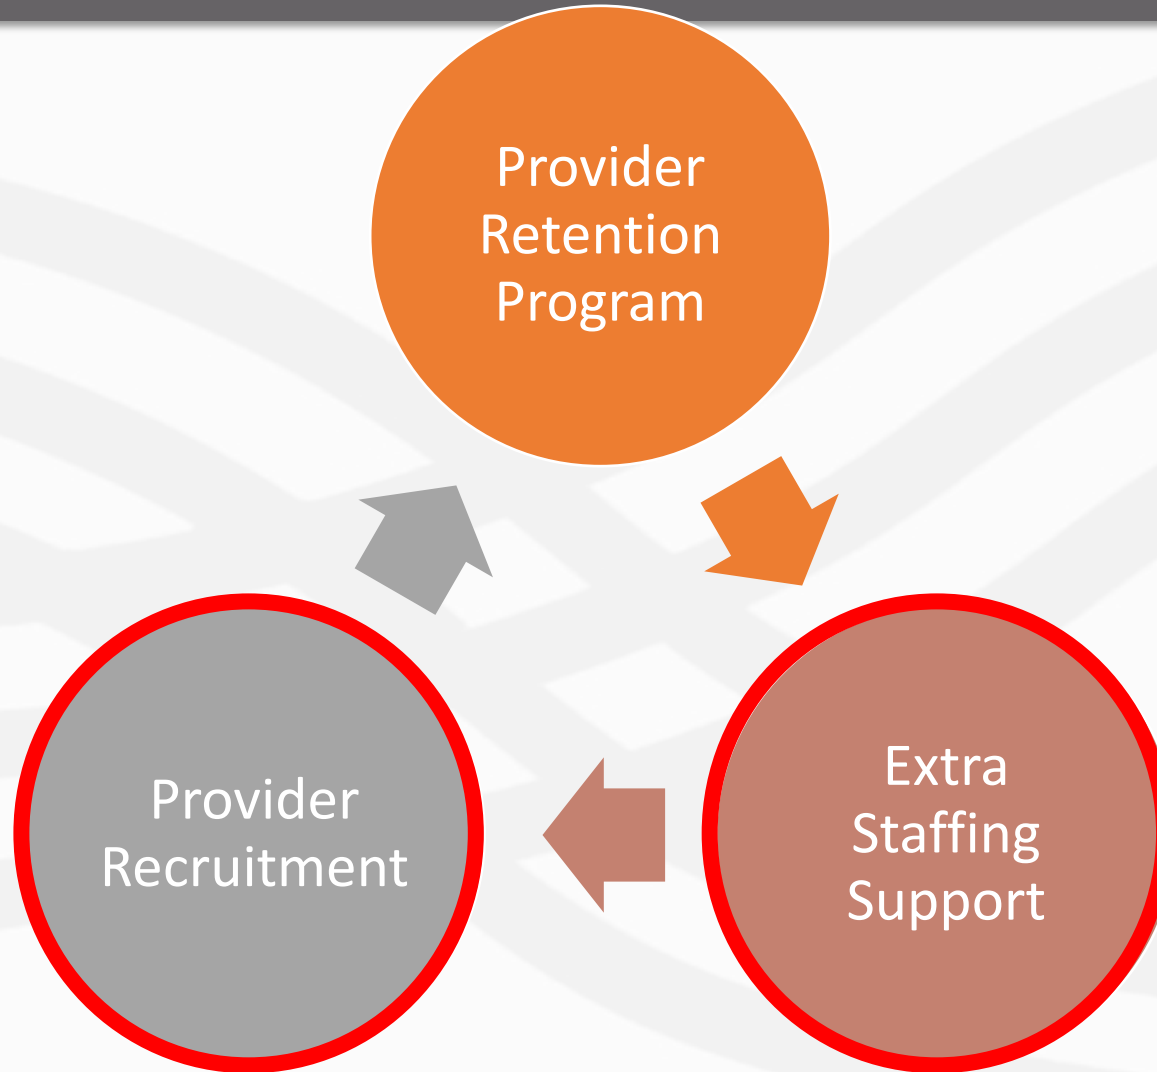 Provider
Retention
Program
Extra
Staffing
Support
Provider
Recruitment